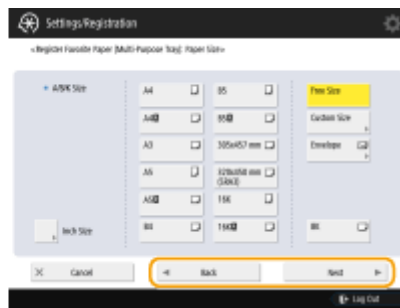 Settings/Registration
<Register Favorite Paper (Multi-Purpose Tray): Paper Size>
A/B/K Size
A4
B5
Free Size
A4R
B5R
Custom Size
A3
305x457 mm
Envelope
A5
320x450 mm
(SRA3)
A5R
16K
Inch Size
B4
16KR
8K
Cancel
Back
Next
Log Out